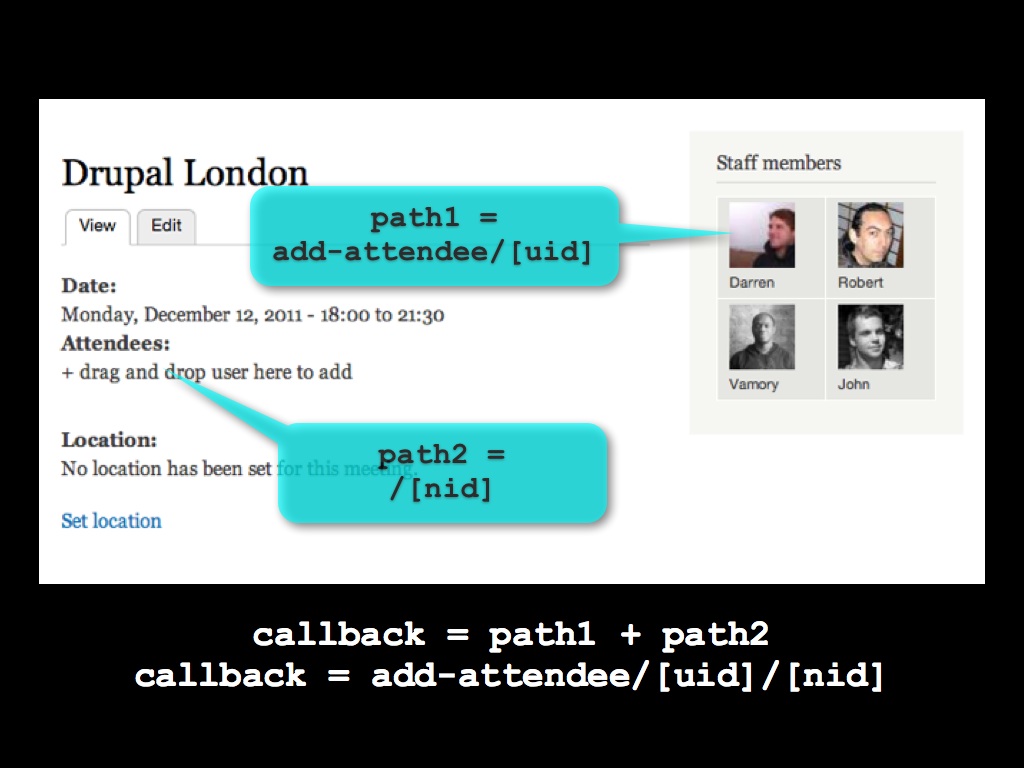 Drupal London
View Edit
path1 =
add-attendee/[uid]
Date:
Monday, December 12, 2011 - 18:00 to 21:30
Attendees:
+ drag and drop user here to add
path2 =
/[nid]
Location:
No location has been set for this meeting.
Set location
Staff members
Darren Robert
Vamory John
callback = path1 + path2
callback = add-attendee/[uid]/[nid]